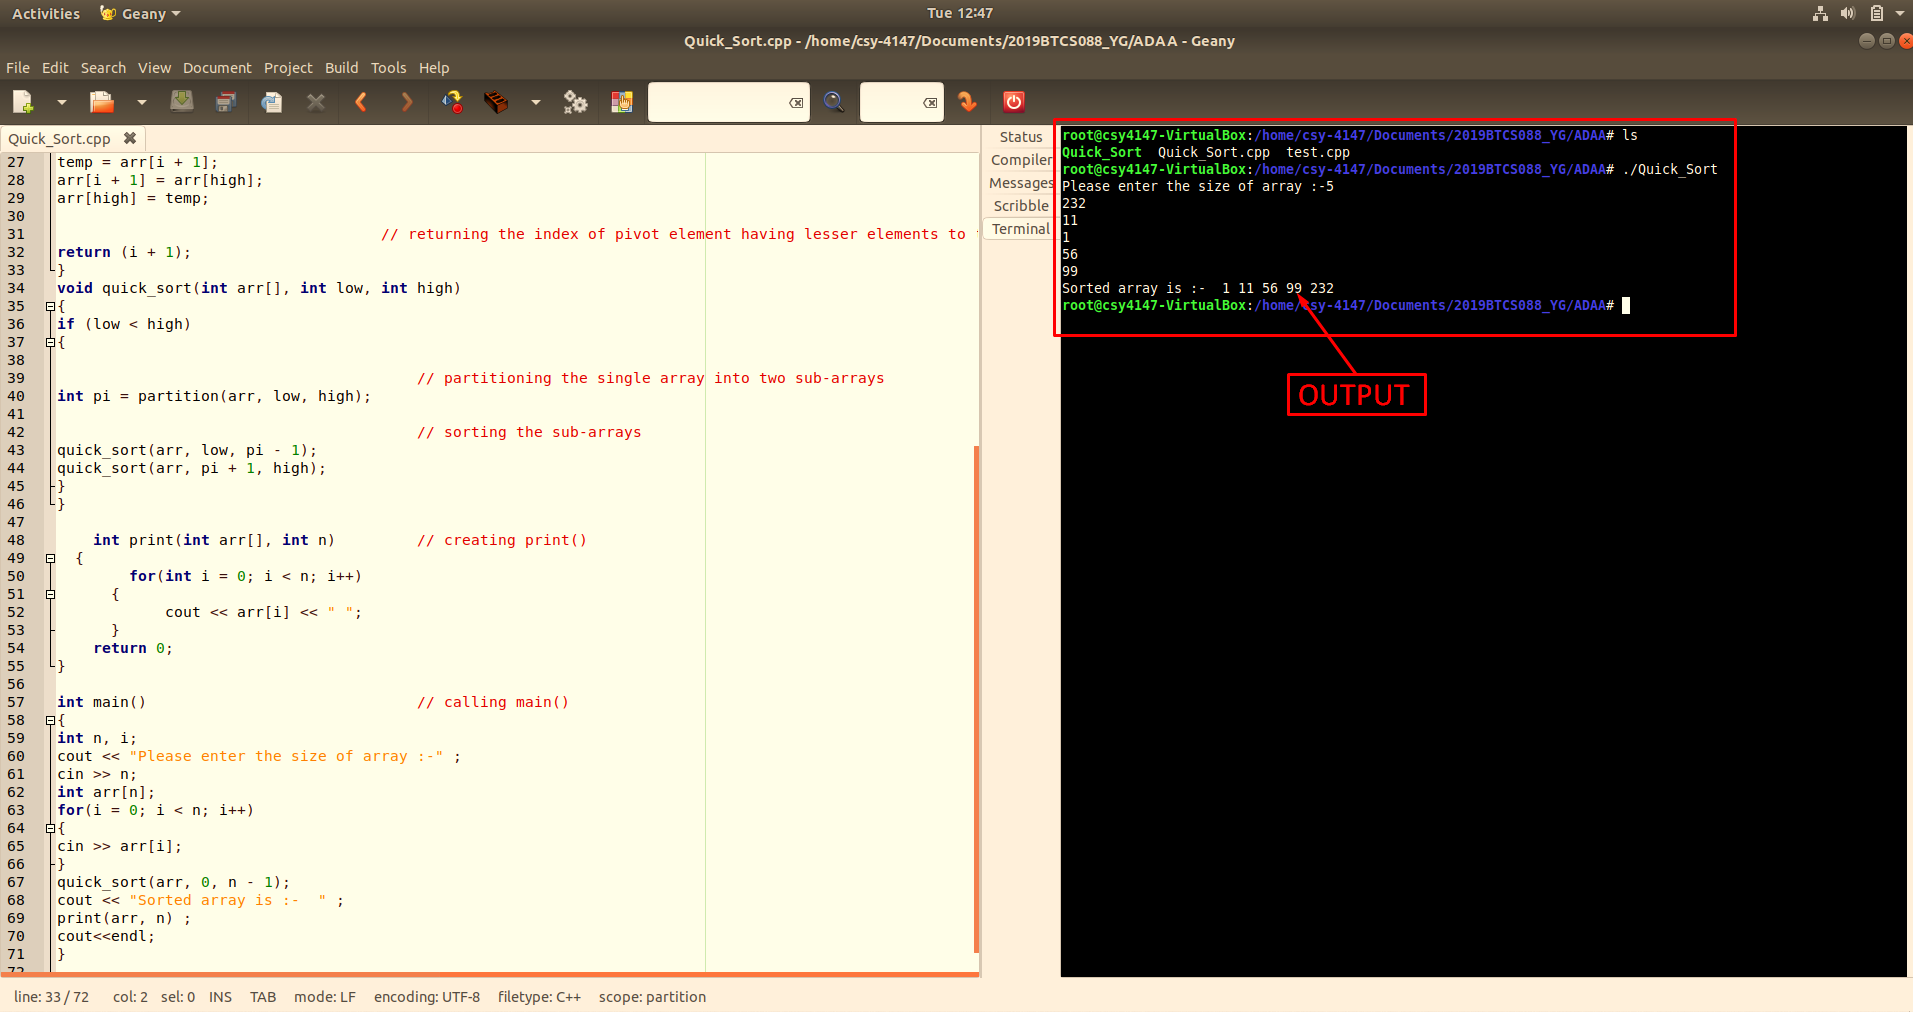 Activities Geany Tue 12:47
Quick_Sort.cpp - /home/csy-4147/Documents/2019BTCS088_YG/ADAA - Geany
File Edit Search View Document Project Build Tools Help
Quick_Sort.cpp
27 temp = arr[i + 1];
28 arr[i + 1] = arr[high];
29 arr[high] = temp;
30
31 // returning the index of pivot element having lesser elements to
32 return (i + 1);
33 }
34 void quick_sort(int arr[], int low, int high)
35 {
36 if (low < high)
37 {
38
39 // partitioning the single array into two sub-arrays
40 int pi = partition(arr, low, high);
41
42 // sorting the sub-arrays
43 quick_sort(arr, low, pi - 1);
44 quick_sort(arr, pi + 1, high);
45 }
46 }
47
48 int print(int arr[], int n) // creating print()
49 {
50 for(int i = 0; i < n; i++)
51 {
52 cout << arr[i] << " ";
53 }
54 return 0;
55 }
56
57 int main() // calling main()
58 {
59 int n, i;
60 cout << "Please enter the size of array :-" ;
61 cin >> n;
62 int arr[n];
63 for(i = 0; i < n; i++)
64 {
65 cin >> arr[i];
66 }
67 quick_sort(arr, 0, n - 1);
68 cout << "Sorted array is :-  " ;
69 print(arr, n) ;
70 cout<<endl;
71 }
72
Status
Compiler
Messages
Scribble
Terminal
root@csy4147-VirtualBox:/home/csy-4147/Documents/2019BTCS088_YG/ADAA# ls
Quick_Sort  Quick_Sort.cpp  test.cpp
root@csy4147-VirtualBox:/home/csy-4147/Documents/2019BTCS088_YG/ADAA# ./Quick_Sort
Please enter the size of array :-5
232
11
1
56
99
Sorted array is :-  1 11 56 99 232
root@csy4147-VirtualBox:/home/csy-4147/Documents/2019BTCS088_YG/ADAA#
OUTPUT
line: 33 / 72 col: 2 sel: 0 INS TAB mode: LF encoding: UTF-8 filetype: C++ scope: partition